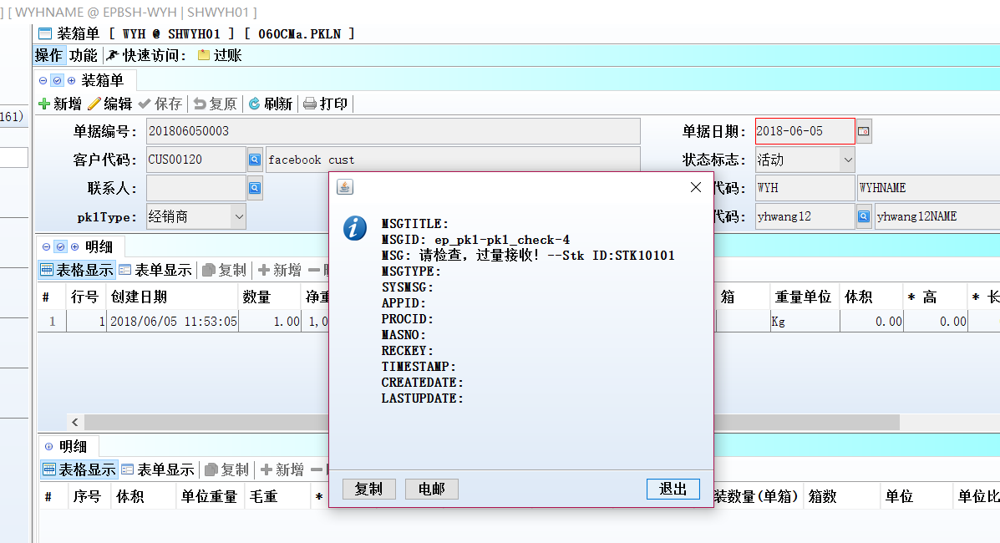 ] [ WYHNAME @ EPBSH-WYH | SHWYH01 ]
装箱单 [ WYH @ SHWYH01 ] [ 060CMa.PKLN ]
操作 功能 快速访问: 过账
装箱单
161)
新增 编辑 保存 复原 刷新 打印
单据编号: 201806050003 单据日期: 2018-06-05
客户代码: CUS00120 facebook cust 状态标志: 活动
联系人: 代码: WYH WYHNAME
pklType: 经销商 代码: yhwang12 yhwang12NAME
明细
表格显示 表单显示 复制 新增
# 行号 创建日期 数量 净重 箱 重量单位 体积 * 高 * 长
1 1 2018/06/05 11:53:05 1.00 1,0 Kg 0.00 0.00
MSGTITLE:
MSGID: ep_pkl-pkl_check-4
MSG: 请检查，过量接收！--Stk ID:STK10101
MSGTYPE:
SYSMSG:
APPID:
PROCID:
MASNO:
RECKEY:
TIMESTAMP:
CREATEDATE:
LASTUPDATE:
复制 电邮 退出
明细
表格显示 表单显示 复制 新增
# 序号 体积 单位重量 毛重 * 装数量(单箱) 箱数 单位 单位比